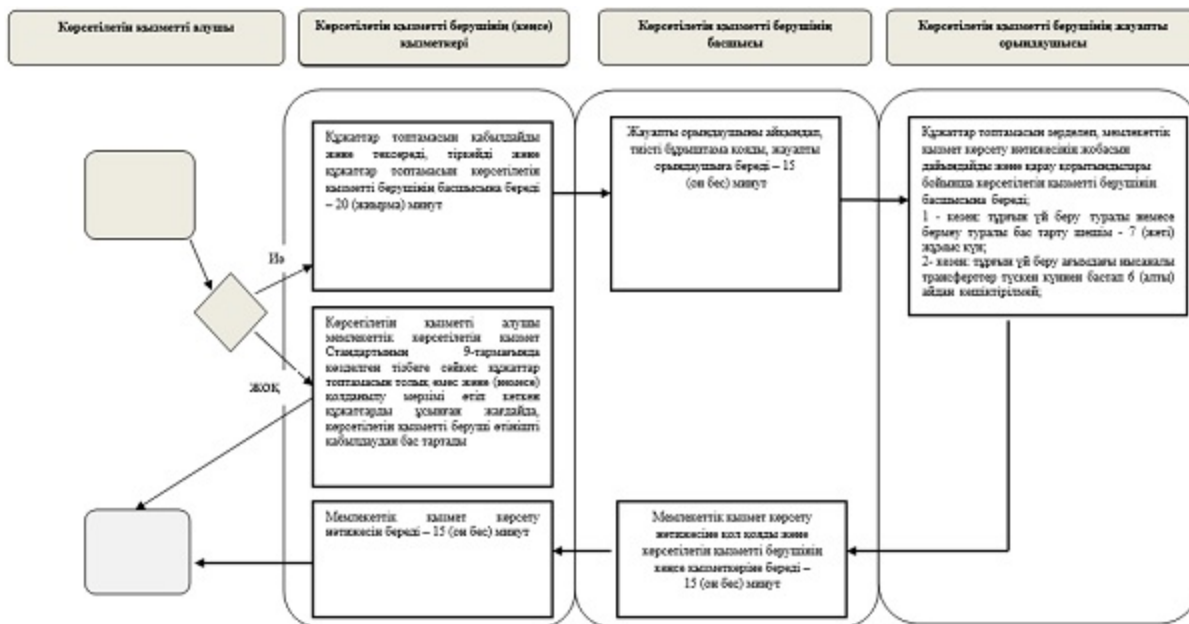 Көрсетілетін қызметті алушы
Көрсетілетін қызметті берушінің (кеңсе)
қызметкері
Көрсетілетін қызметті берушінің
басшысы
Көрсетілетін қызметті берушінің жауапты
орындаушысы
Құжаттар топтамасын қабылдайды
және тексереді, тіркейді және
құжаттар топтамасын көрсетілетін
қызметті берушінің басшысына береді
– 20 (жиырма) минут
Жауапты орындаушыны айқындап,
тиісті бұрыштама қояды, жауапты
орындаушыға береді – 15
(он бес) минут
Құжаттар топтамасын зерделеп, мемлекеттік
қызмет көрсету нәтижесінің жобасын
дайындайды және қарау қорытындылары
бойынша көрсетілетін қызметті берушінің
басшысына береді;
1 - кезең: тұрғын үй беру туралы немесе
бермеу туралы бас тарту шешім - 7 (жеті)
жұмыс күн;
2- кезең: тұрғын үй беру ағымдағы нысаналы
трансферттер түскен күннен бастап 6 (алты)
айдан кешіктірілмей;
Иә
Көрсетілетін қызметті алушы
мемлекеттік көрсетілетін қызмет
Стандартының 9-тармағында
көзделген тізбеге сәйкес құжаттар
топтамасын толық емес және (немесе)
қолданылу мерзімі өтіп кеткен
құжаттарды ұсынған жағдайда,
көрсетілетін қызметті беруші өтінішті
қабылдаудан бас тартады
жоқ
Мемлекеттік қызмет көрсету
нәтижесін береді – 15 (он бес) минут
Мемлекеттік қызмет көрсету
нәтижесіне қол қояды және
көрсетілетін қызметті берушінің
кеңсе қызметкеріне береді –
15 (он бес) минут